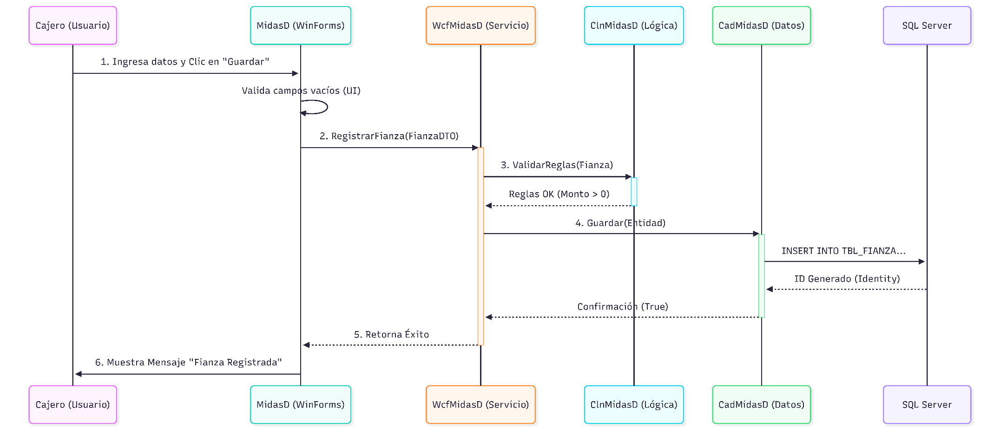 Cajero (Usuario)
MidasD (WinForms)
WcfMidasD (Servicio)
ClnMidasD (Lógica)
CadMidasD (Datos)
SQL Server
1. Ingresa datos y Clic en "Guardar"
Valida campos vacíos (UI)
2. RegistrarFianza(FianzaDTO)
3. ValidarReglas(Fianza)
Reglas OK (Monto > 0)
4. Guardar(Entidad)
INSERT INTO TBL_FIANZA...
ID Generado (Identity)
Confirmación (True)
5. Retorna Éxito
6. Muestra Mensaje "Fianza Registrada"
Cajero (Usuario)
MidasD (WinForms)
WcfMidasD (Servicio)
ClnMidasD (Lógica)
CadMidasD (Datos)
SQL Server